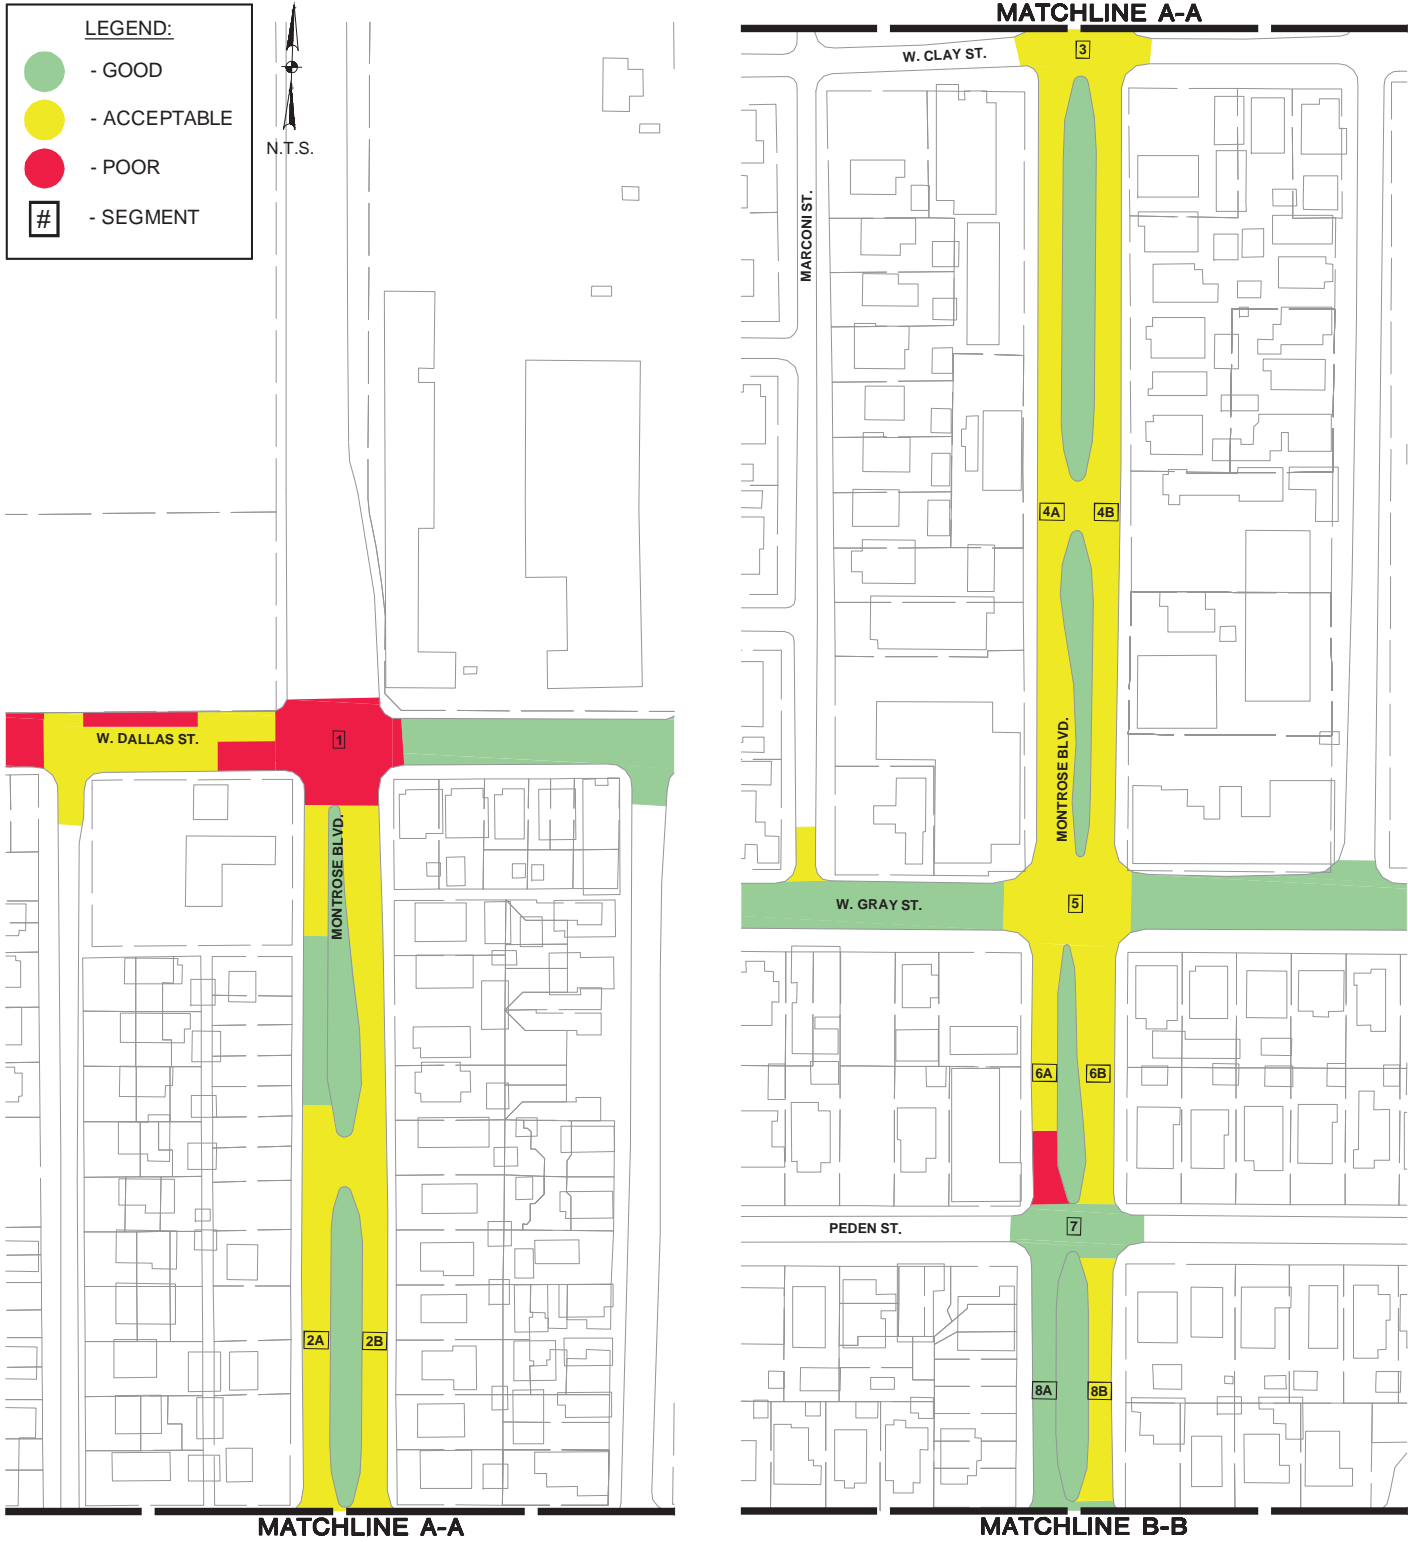 LEGEND:
- GOOD
- ACCEPTABLE
- POOR
# - SEGMENT
N.T.S.
W. DALLAS ST.
1
MONTROSE BLVD.
2A
2B
MATCHLINE A-A
MATCHLINE A-A
W. CLAY ST.
3
MARCONI ST.
4A
4B
MONTROSE BLVD.
W. GRAY ST.
5
6A
6B
PEDEN ST.
7
8A
8B
MATCHLINE B-B